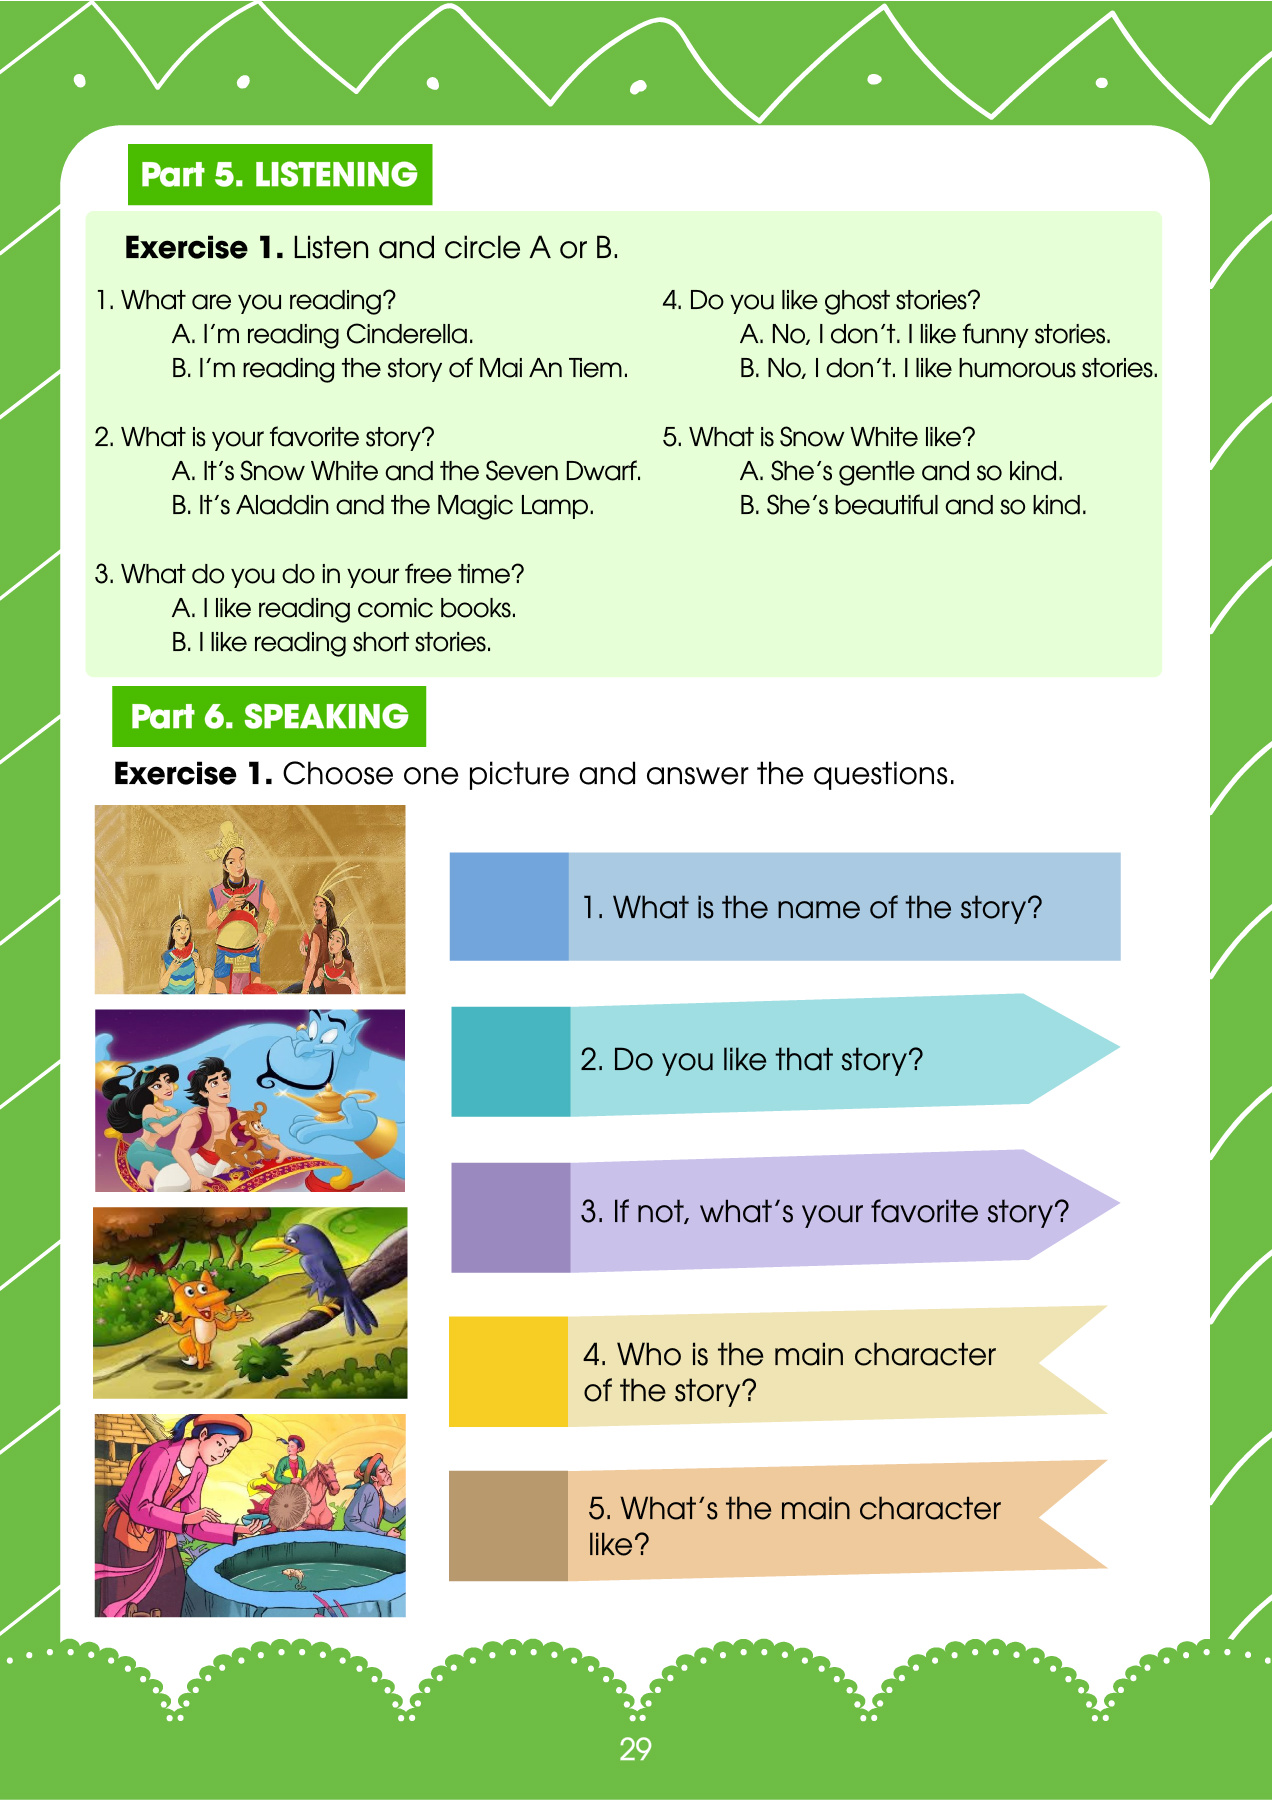 Part 5. LISTENING
Exercise 1. Listen and circle A or B.
1. What are you reading?
A. I'm reading Cinderella.
B. I'm reading the story of Mai An Tiem.
2. What is your favorite story?
A. It's Snow White and the Seven Dwarf.
B. It's Aladdin and the Magic Lamp.
3. What do you do in your free time?
A. I like reading comic books.
B. I like reading short stories.
4. Do you like ghost stories?
A. No, I don't. I like funny stories.
B. No, I don't. I like humorous stories.
5. What is Snow White like?
A. She's gentle and so kind.
B. She's beautiful and so kind.
Part 6. SPEAKING
Exercise 1. Choose one picture and answer the questions.
1. What is the name of the story?
2. Do you like that story?
3. If not, what's your favorite story?
4. Who is the main character
of the story?
5. What's the main character
like?
29